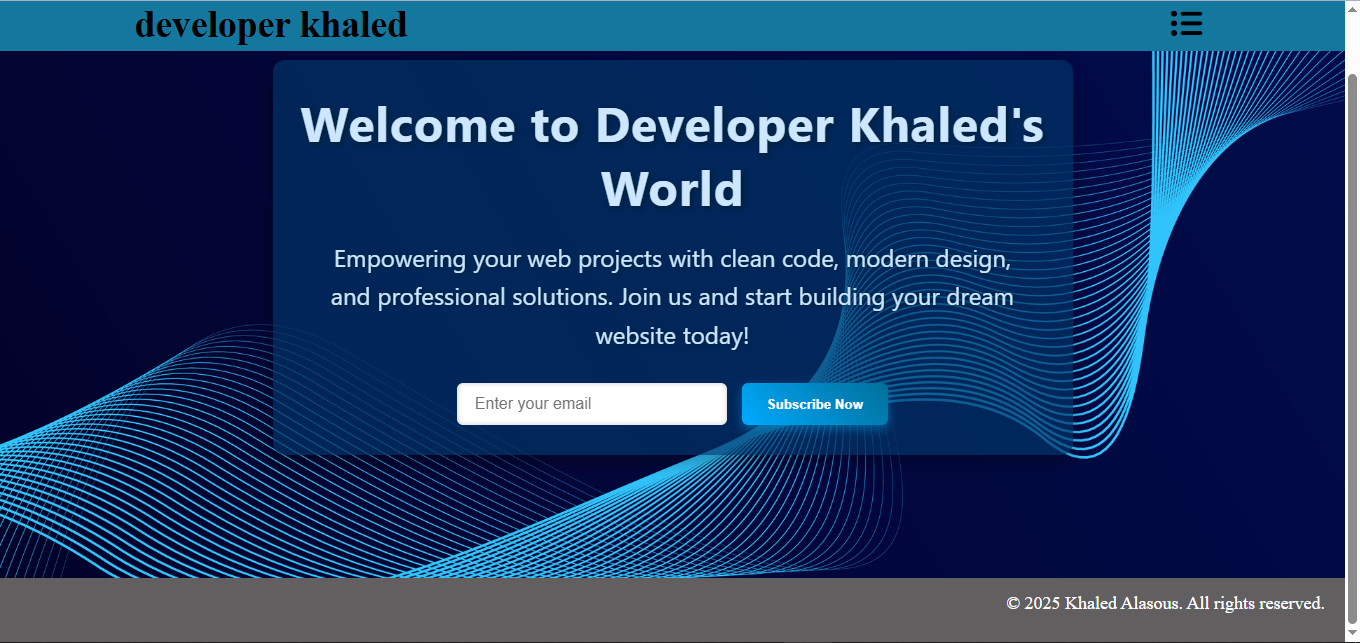 developer khaled
Welcome to Developer Khaled's
World
Empowering your web projects with clean code, modern design,
and professional solutions. Join us and start building your dream
website today!
Enter your email
Subscribe Now
© 2025 Khaled Alasous. All rights reserved.